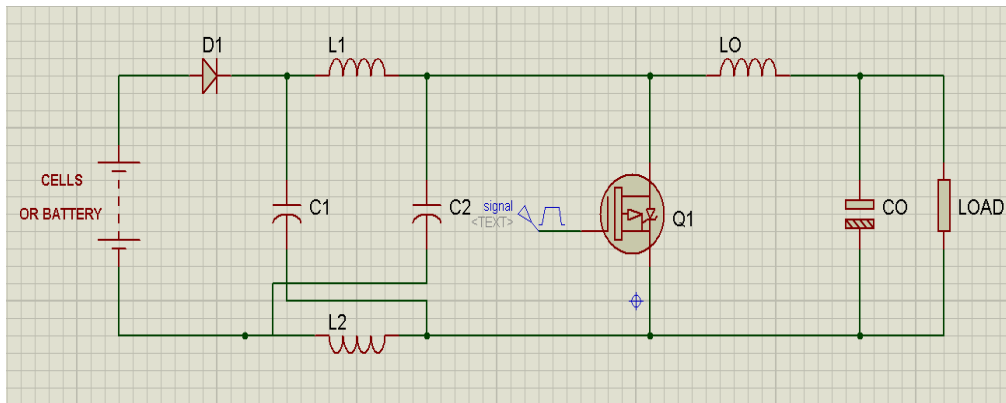 D1
L1
LO
CELLS
OR BATTERY
C1
C2
signal
<TEXT>
Q1
CO
LOAD
L2